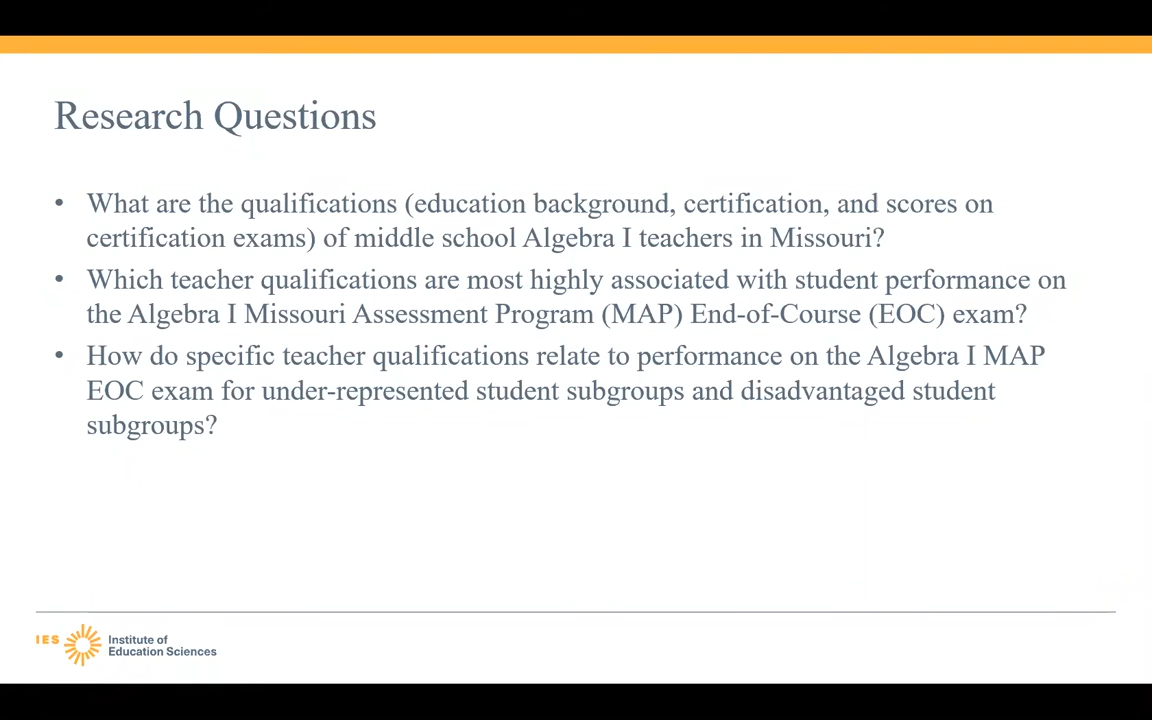 Research Questions
• What are the qualifications (education background, certification, and scores on
certification exams) of middle school Algebra I teachers in Missouri?
• Which teacher qualifications are most highly associated with student performance on
the Algebra I Missouri Assessment Program (MAP) End-of-Course (EOC) exam?
• How do specific teacher qualifications relate to performance on the Algebra I MAP
EOC exam for under-represented student subgroups and disadvantaged student
subgroups?
IES
Institute of
Education Sciences